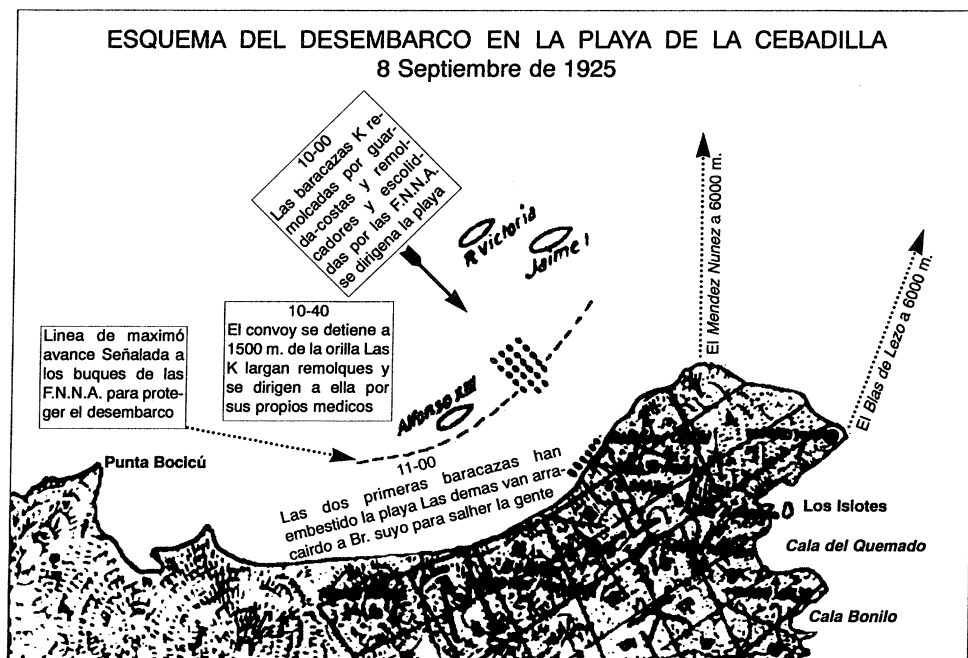 ESQUEMA DEL DESEMBARCO EN LA PLAYA DE LA CEBADILLA
8 Septiembre de 1925
10-00
Las baracazas K re-
molcadas por guar-
da-costas y remol-
cadores y escolid-
das por las F.N.N.A.
se dirigena la playa
R Victoria
Jaime I
El Mendez Nunez a 6000 m.
El Blas de Lezo a 6000 m.
10-40
El convoy se detiene a
1500 m. de la orilla Las
K largan remolques y
se dirigen a ella por
sus propios medicos
Linea de maximó
avance Señalada a
los buques de las
F.N.N.A. para prote-
ger el desembarco
Alfonso XIII
Punta Bocicú
11-00
Las dos primeras baracazas han
embestido la playa Las demas van arra-
cairdo a Br. suyo para salher la gente
Los Islotes
Cala del Quemado
Cala Bonilo